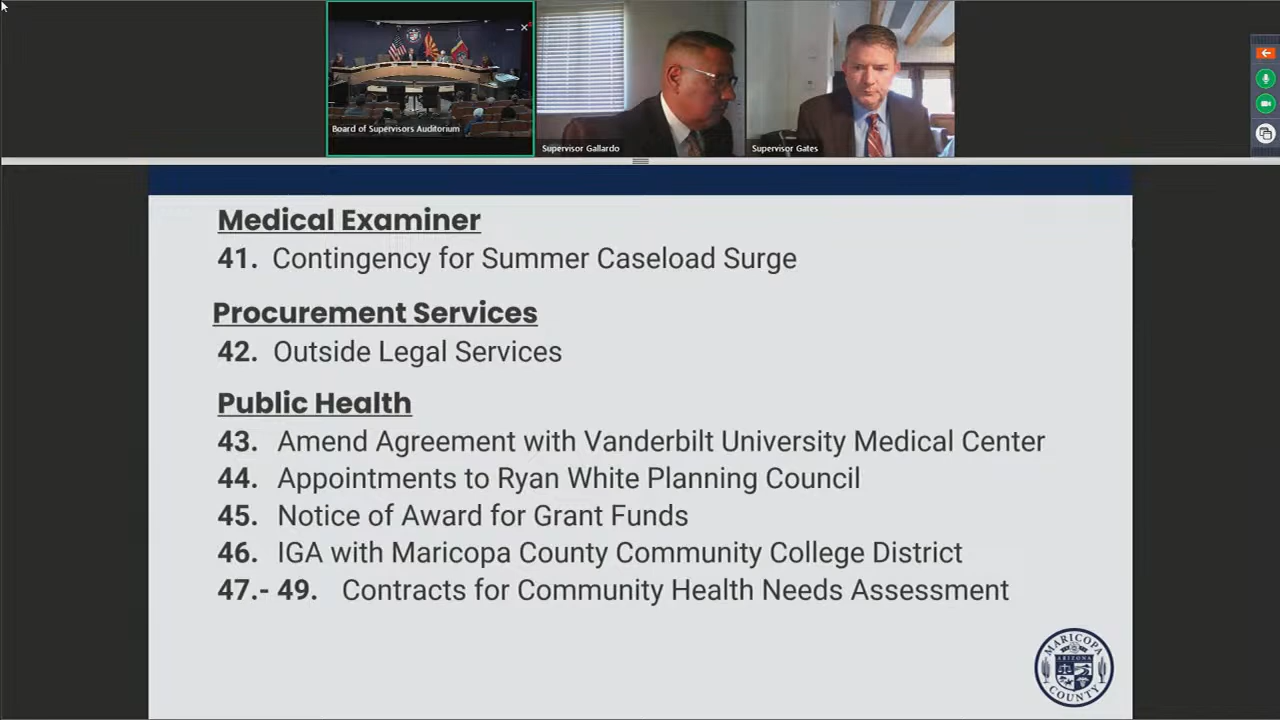 Board of Supervisors Auditorium
Supervisor Gallardo
Supervisor Gates
Medical Examiner
41. Contingency for Summer Caseload Surge
Procurement Services
42. Outside Legal Services
Public Health
43. Amend Agreement with Vanderbilt University Medical Center
44. Appointments to Ryan White Planning Council
45. Notice of Award for Grant Funds
46. IGA with Maricopa County Community College District
47.- 49. Contracts for Community Health Needs Assessment
MARICOPA
ARIZONA
COUNTY